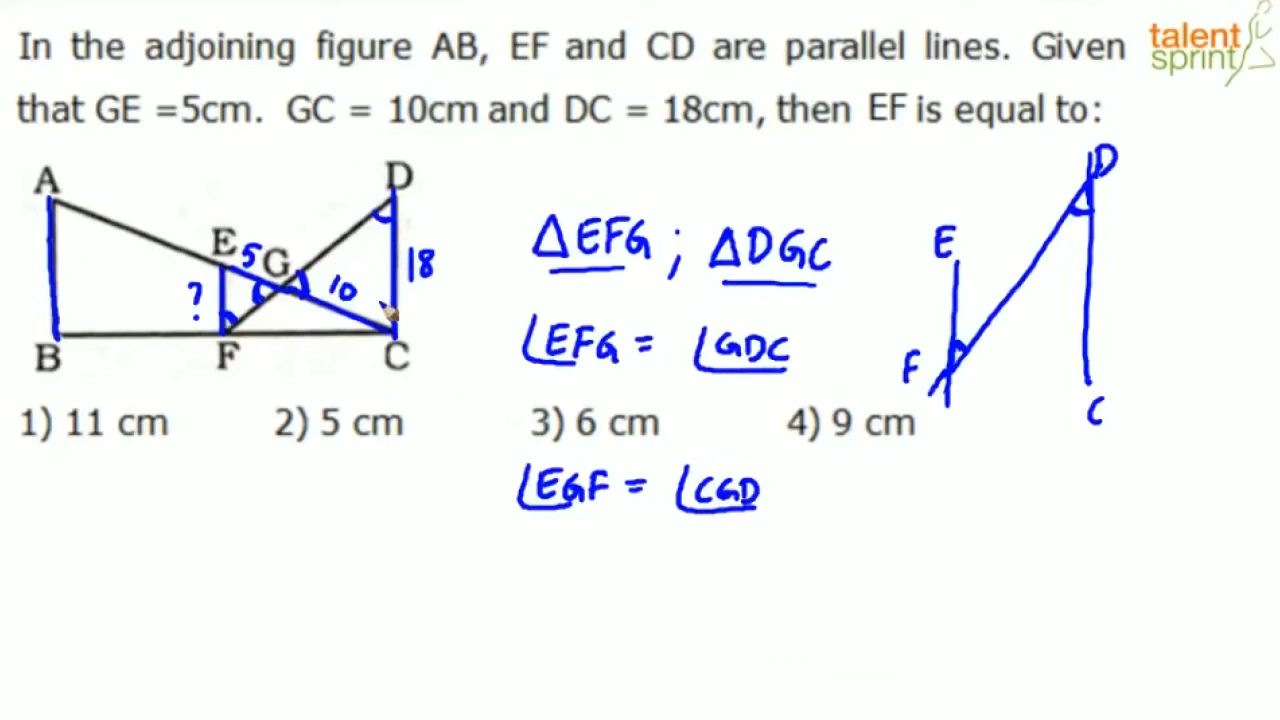 In the adjoining figure AB, EF and CD are parallel lines. Given
talent
sprint
that GE =5cm. GC = 10cm and DC = 18cm, then EF is equal to:
A
D
E
5
G
10
18
?
B
F
C
ΔEFG ; ΔDGC
∠EFG = ∠GDC
D
E
F
C
1) 11 cm 2) 5 cm 3) 6 cm 4) 9 cm
∠EGF = ∠CGD